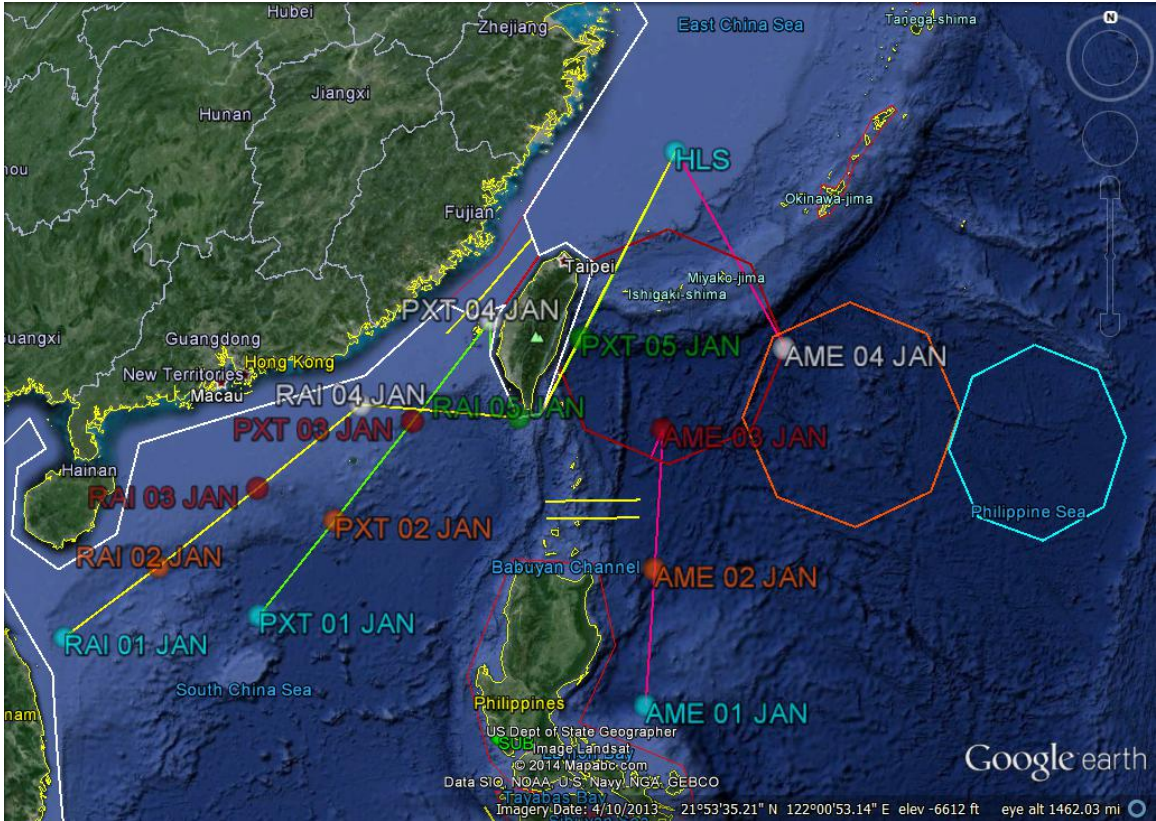 Hubei
Zhejiang
East China Sea
Tanega-shima
N
Jiangxi
Hunan
hou
Fujian
HLS
Okinawa-jima
Taipei
Miyako-jima
Ishigaki-shima
PXT 04 JAN
Guangxi
Guangdong
Hong Kong
New Territories
Macau
PXT 05 JAN
AME 04 JAN
RAI 04 JAN
RAI 05 JAN
PXT 03 JAN
AME 03 JAN
Hainan
RAI 03 JAN
Philippine Sea
PXT 02 JAN
RAI 02 JAN
Babuyan Channel
AME 02 JAN
PXT 01 JAN
RAI 01 JAN
South China Sea
Philippines
AME 01 JAN
nam
US Dept of State Geographer
SUB
Image Landsat
© 2014 Mapabc.com
Data SIO, NOAA, U.S. Navy, NGA, GEBCO
Google earth
Tayabas Bay
Imagery Date: 4/10/2013 21°53'35.21" N 122°00'53.14" E elev -6612 ft eye alt 1462.03 mi